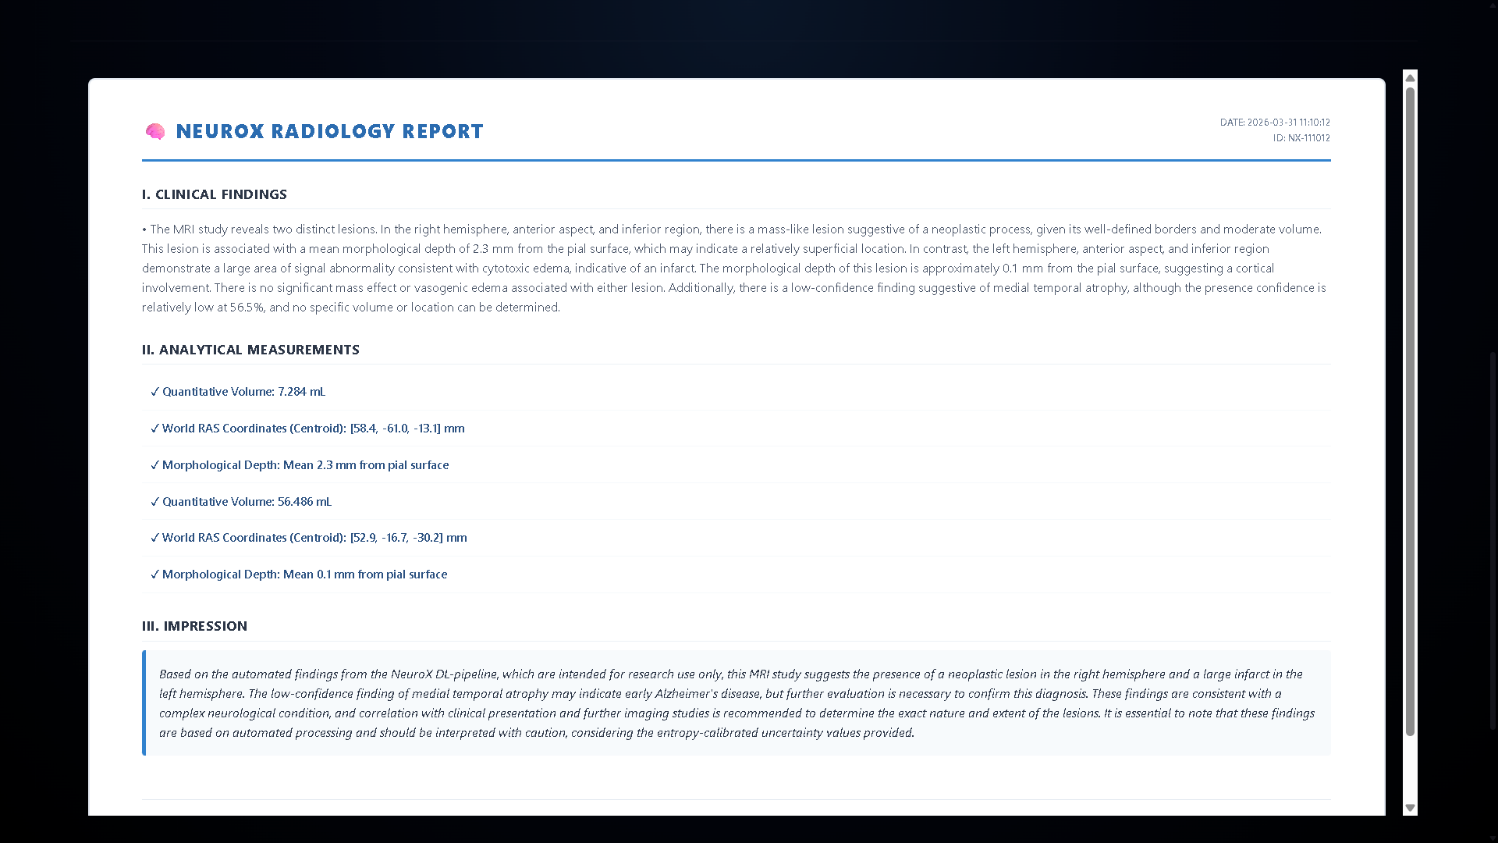 NEUROX RADIOLOGY REPORT
DATE: 2026-03-31 11:10:12
ID: NX-111012
I. CLINICAL FINDINGS
• The MRI study reveals two distinct lesions. In the right hemisphere, anterior aspect, and inferior region, there is a mass-like lesion suggestive of a neoplastic process, given its well-defined borders and moderate volume.
This lesion is associated with a mean morphological depth of 2.3 mm from the pial surface, which may indicate a relatively superficial location. In contrast, the left hemisphere, anterior aspect, and inferior region
demonstrate a large area of signal abnormality consistent with cytotoxic edema, indicative of an infarct. The morphological depth of this lesion is approximately 0.1 mm from the pial surface, suggesting a cortical
involvement. There is no significant mass effect or vasogenic edema associated with either lesion. Additionally, there is a low-confidence finding suggestive of medial temporal atrophy, although the presence confidence is
relatively low at 56.5%, and no specific volume or location can be determined.
II. ANALYTICAL MEASUREMENTS
✓ Quantitative Volume: 7.284 mL
✓ World RAS Coordinates (Centroid): [58.4, -61.0, -13.1] mm
✓ Morphological Depth: Mean 2.3 mm from pial surface
✓ Quantitative Volume: 56.486 mL
✓ World RAS Coordinates (Centroid): [52.9, -16.7, -30.2] mm
✓ Morphological Depth: Mean 0.1 mm from pial surface
III. IMPRESSION
Based on the automated findings from the NeuroX DL-pipeline, which are intended for research use only, this MRI study suggests the presence of a neoplastic lesion in the right hemisphere and a large infarct in the
left hemisphere. The low-confidence finding of medial temporal atrophy may indicate early Alzheimer's disease, but further evaluation is necessary to confirm this diagnosis. These findings are consistent with a
complex neurological condition, and correlation with clinical presentation and further imaging studies is recommended to determine the exact nature and extent of the lesions. It is essential to note that these findings
are based on automated processing and should be interpreted with caution, considering the entropy-calibrated uncertainty values provided.